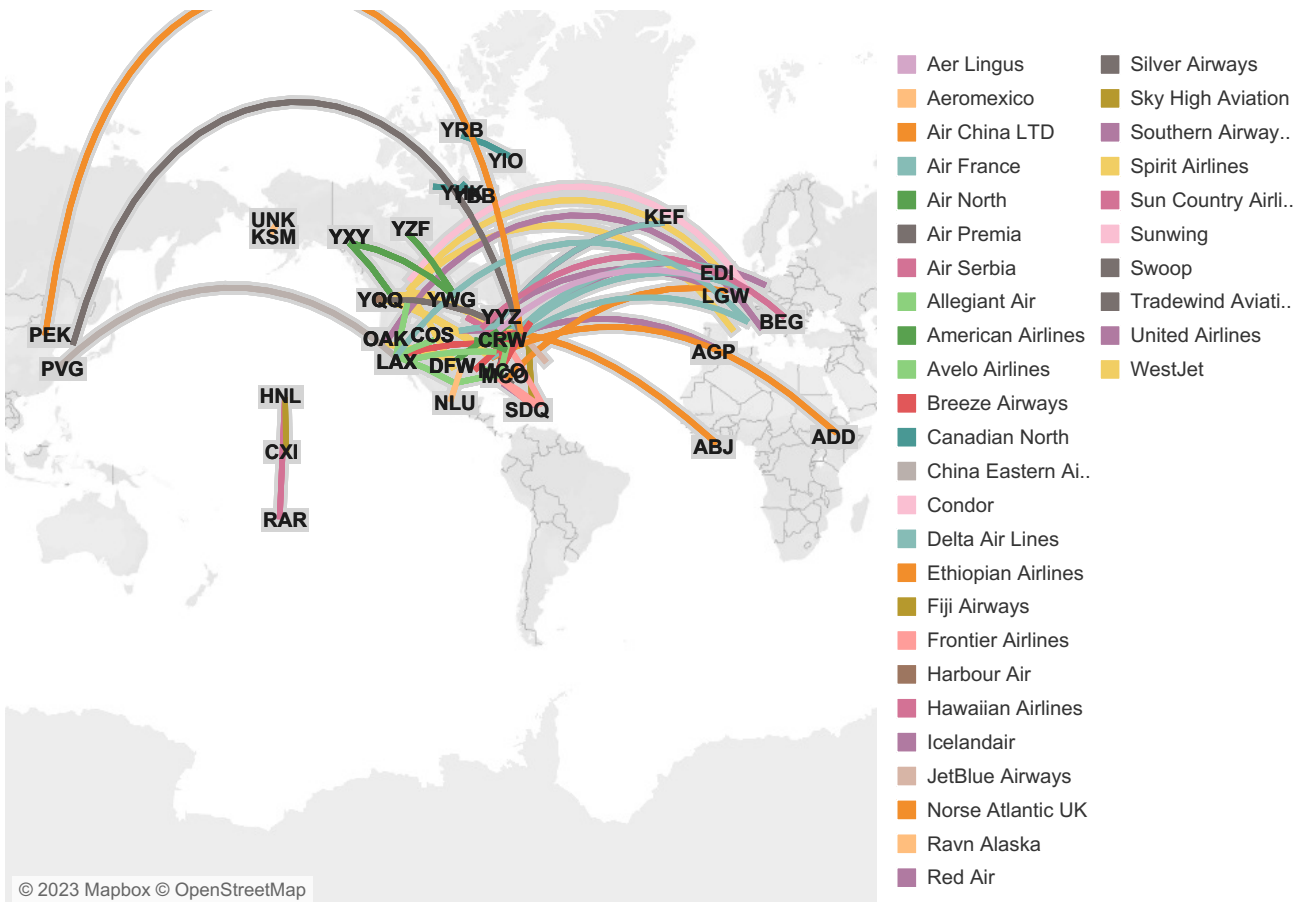 YRB
YIO
YBB
UNK
KSM
YXY
YZF
KEF
EDI
LGW
BEG
YQQ
YWG
YYZ
PEK
PVG
OAK
COS
CRW
LAX
DFW
MCO
NLU
SDQ
AGP
HNL
CXI
RAR
ABJ
ADD
© 2023 Mapbox © OpenStreetMap
Aer Lingus
Aeromexico
Air China LTD
Air France
Air North
Air Premia
Air Serbia
Allegiant Air
American Airlines
Avelo Airlines
Breeze Airways
Canadian North
China Eastern Ai..
Condor
Delta Air Lines
Ethiopian Airlines
Fiji Airways
Frontier Airlines
Harbour Air
Hawaiian Airlines
Icelandair
JetBlue Airways
Norse Atlantic UK
Ravn Alaska
Red Air
Silver Airways
Sky High Aviation
Southern Airway..
Spirit Airlines
Sun Country Airli..
Sunwing
Swoop
Tradewind Aviati..
United Airlines
WestJet